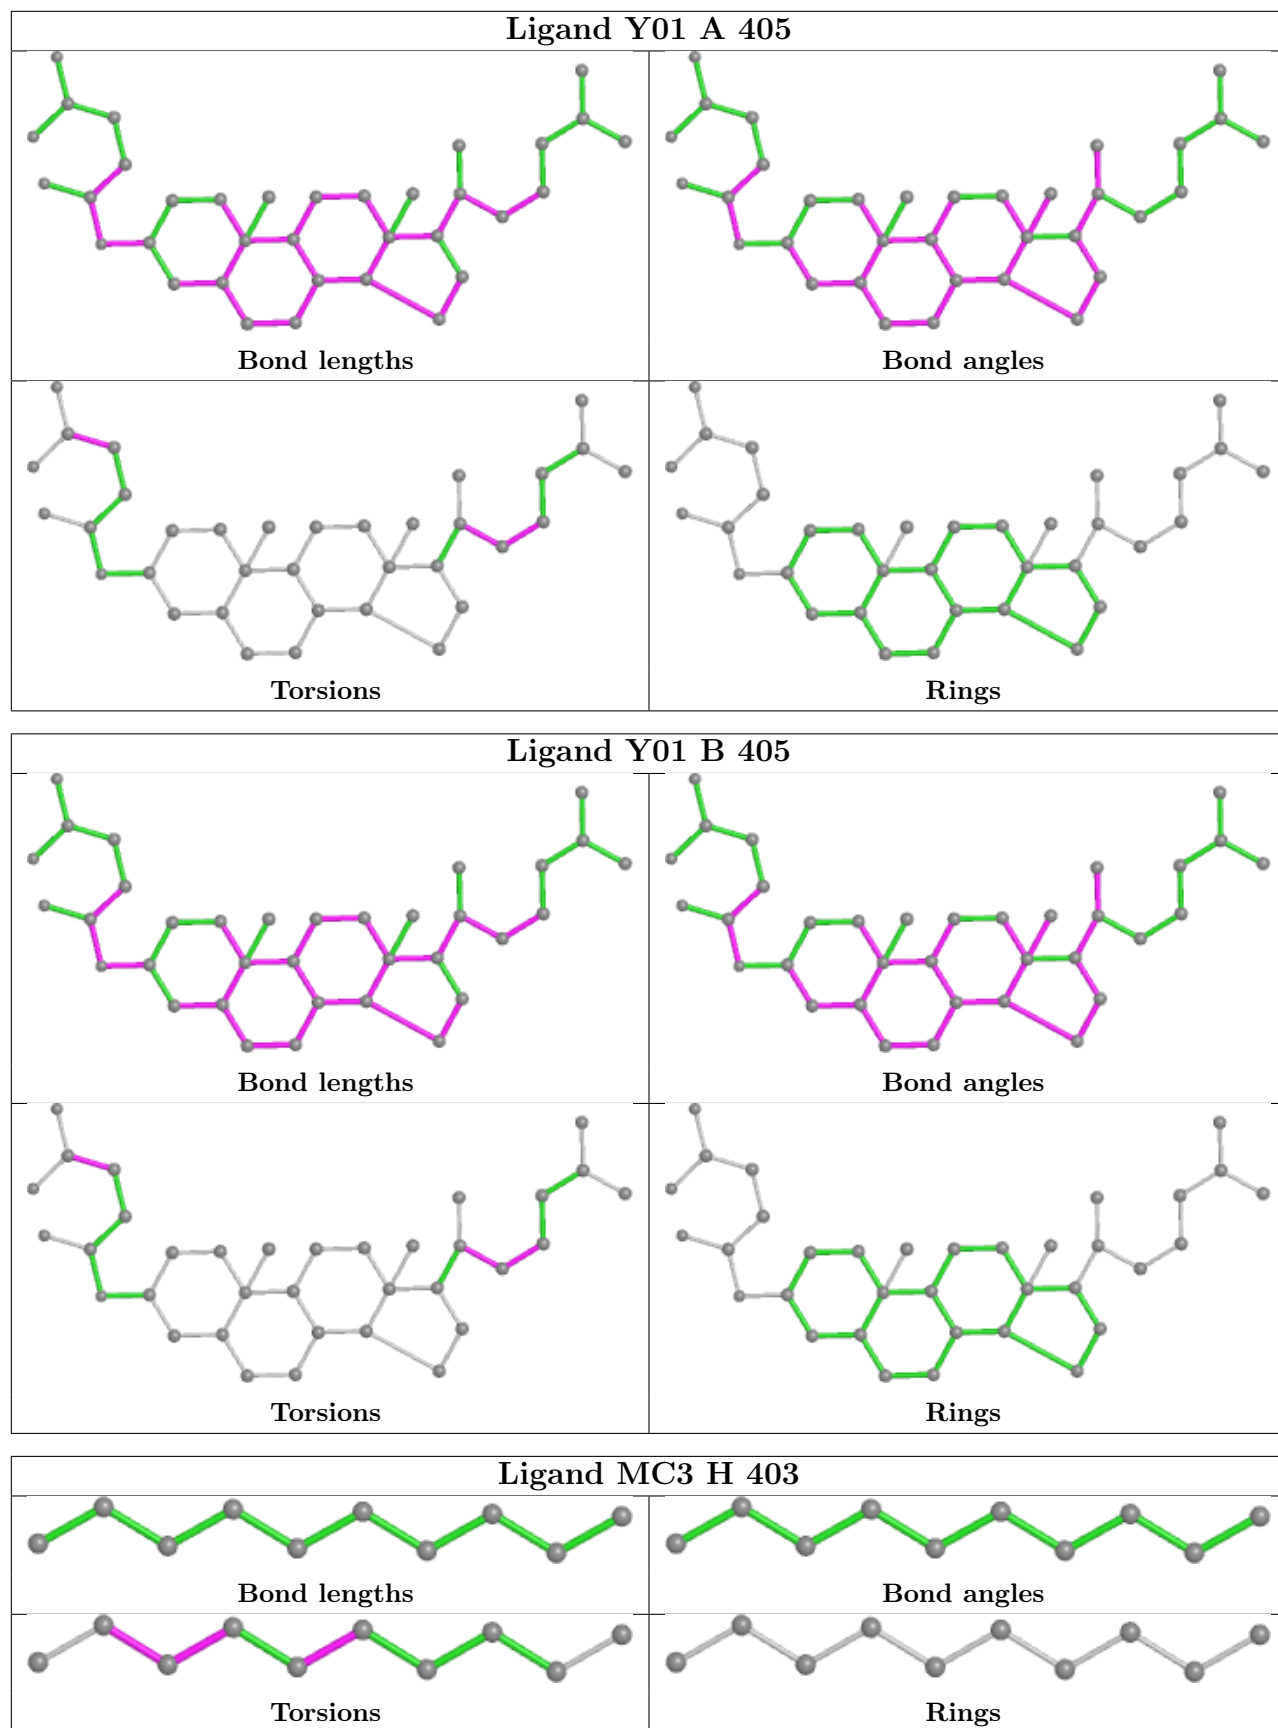 Ligand Y01 A 405
Bond lengths
Bond angles
Torsions
Rings
Ligand Y01 B 405
Bond lengths
Bond angles
Torsions
Rings
Ligand MC3 H 403
Bond lengths
Bond angles
Torsions
Rings